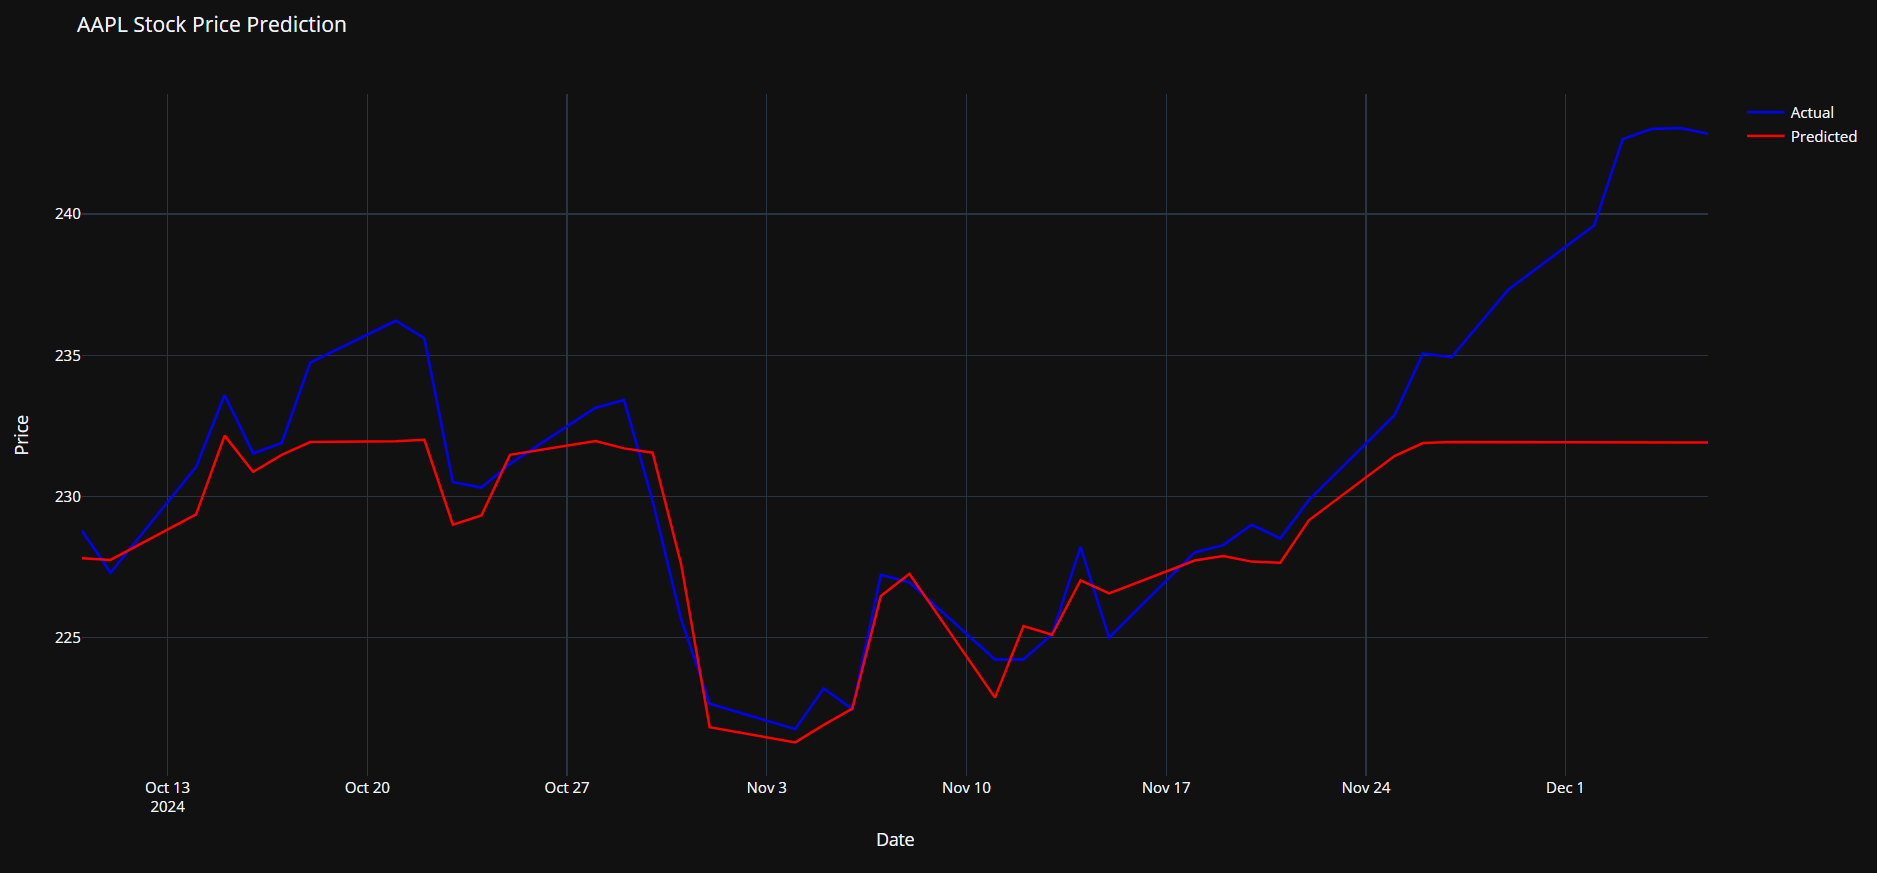 AAPL Stock Price Prediction
Actual
Predicted
240
235
230
225
Price
Oct 13
2024
Oct 20
Oct 27
Nov 3
Nov 10
Nov 17
Nov 24
Dec 1
Date